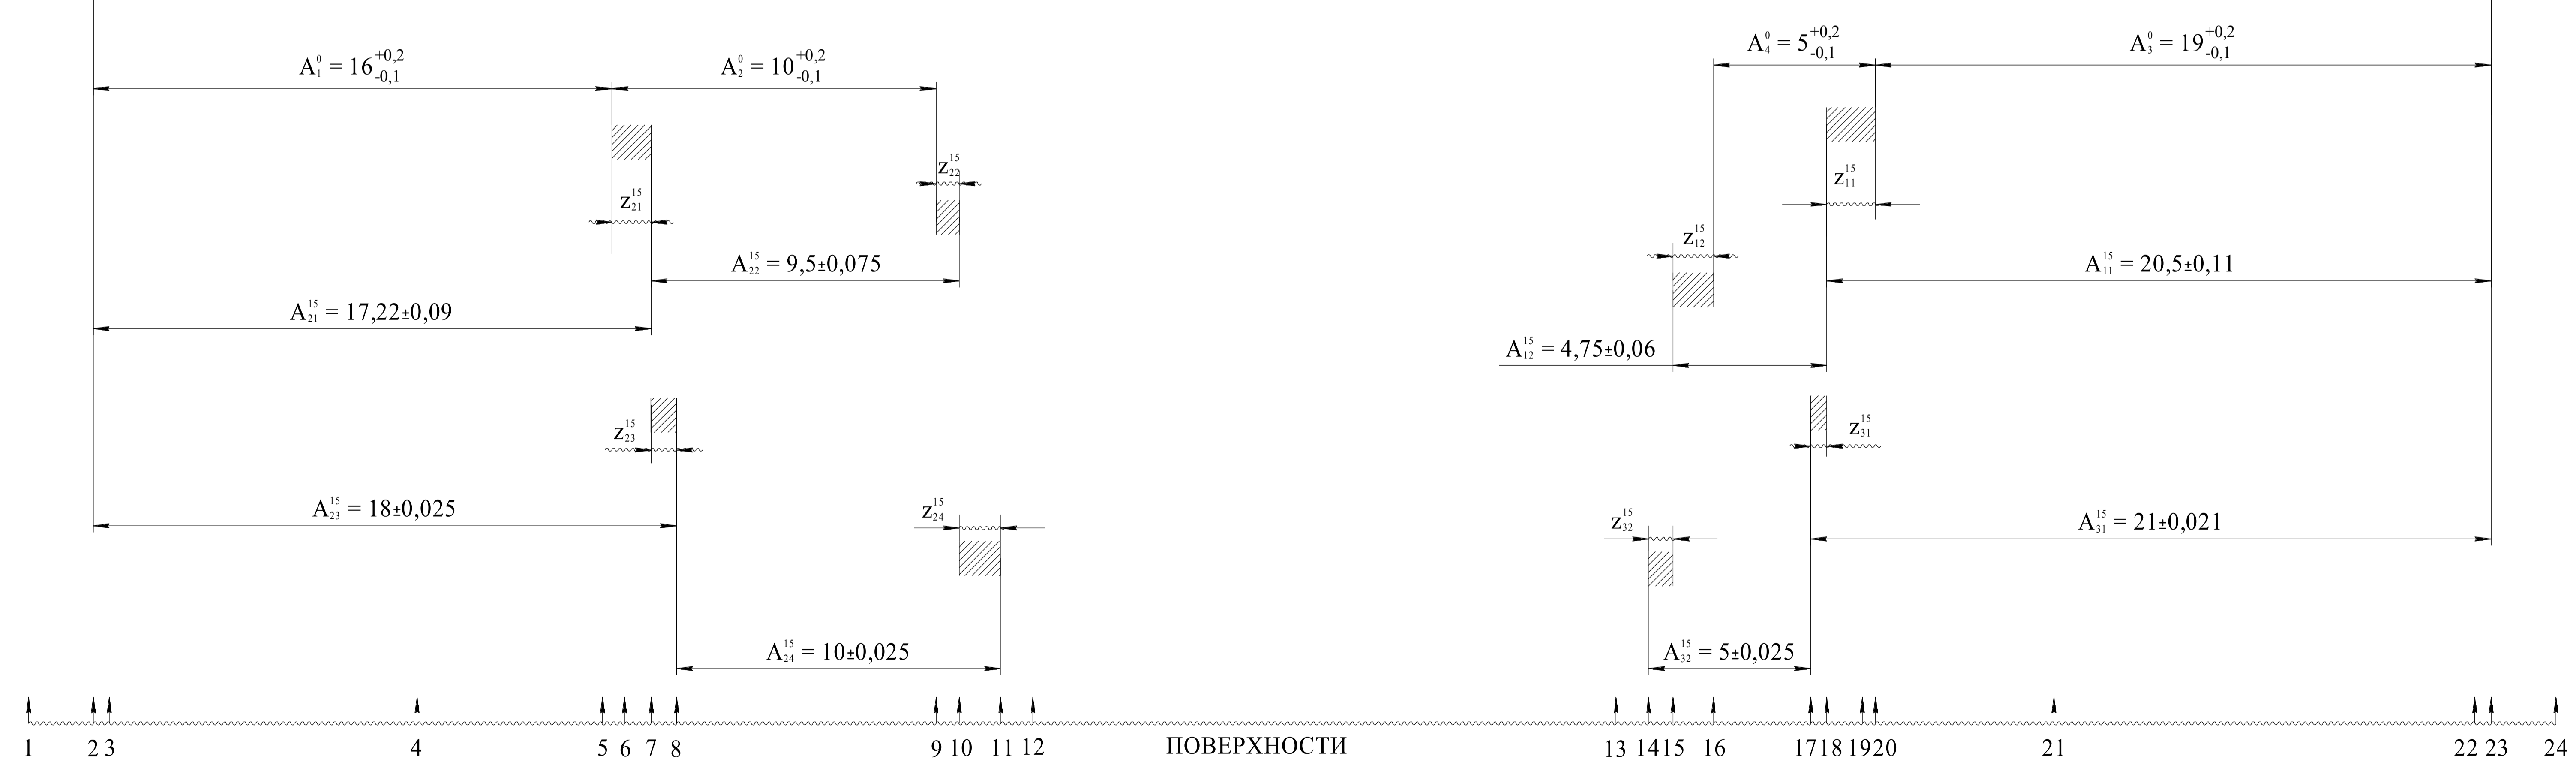 A₁⁰ = 16 +0,2 -0,1
A₂⁰ = 10 +0,2 -0,1
A₄⁰ = 5 +0,2 -0,1
A₃⁰ = 19 +0,2 -0,1
z₂₂¹⁵
z₂₁¹⁵
z₁₁¹⁵
z₁₂¹⁵
A₂₂¹⁵ = 9,5±0,075
A₁₁¹⁵ = 20,5±0,11
A₂₁¹⁵ = 17,22±0,09
A₁₂¹⁵ = 4,75±0,06
z₂₃¹⁵
z₃₁¹⁵
A₂₃¹⁵ = 18±0,025
z₂₄¹⁵
z₃₂¹⁵
A₃₁¹⁵ = 21±0,021
A₂₄¹⁵ = 10±0,025
A₃₂¹⁵ = 5±0,025
1 2 3 4 5 6 7 8 9 10 11 12 ПОВЕРХНОСТИ 13 14 15 16 17 18 19 20 21 22 23 24